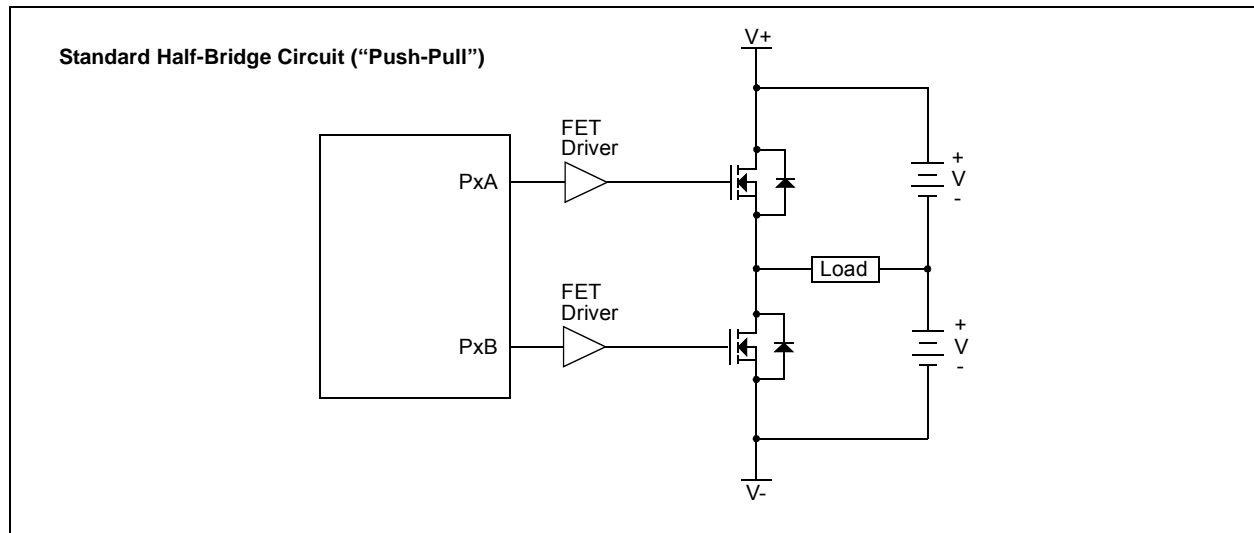 Standard Half-Bridge Circuit (“Push-Pull”)
V+
FET
Driver
PxA
+
V
-
Load
FET
Driver
PxB
+
V
-
V-